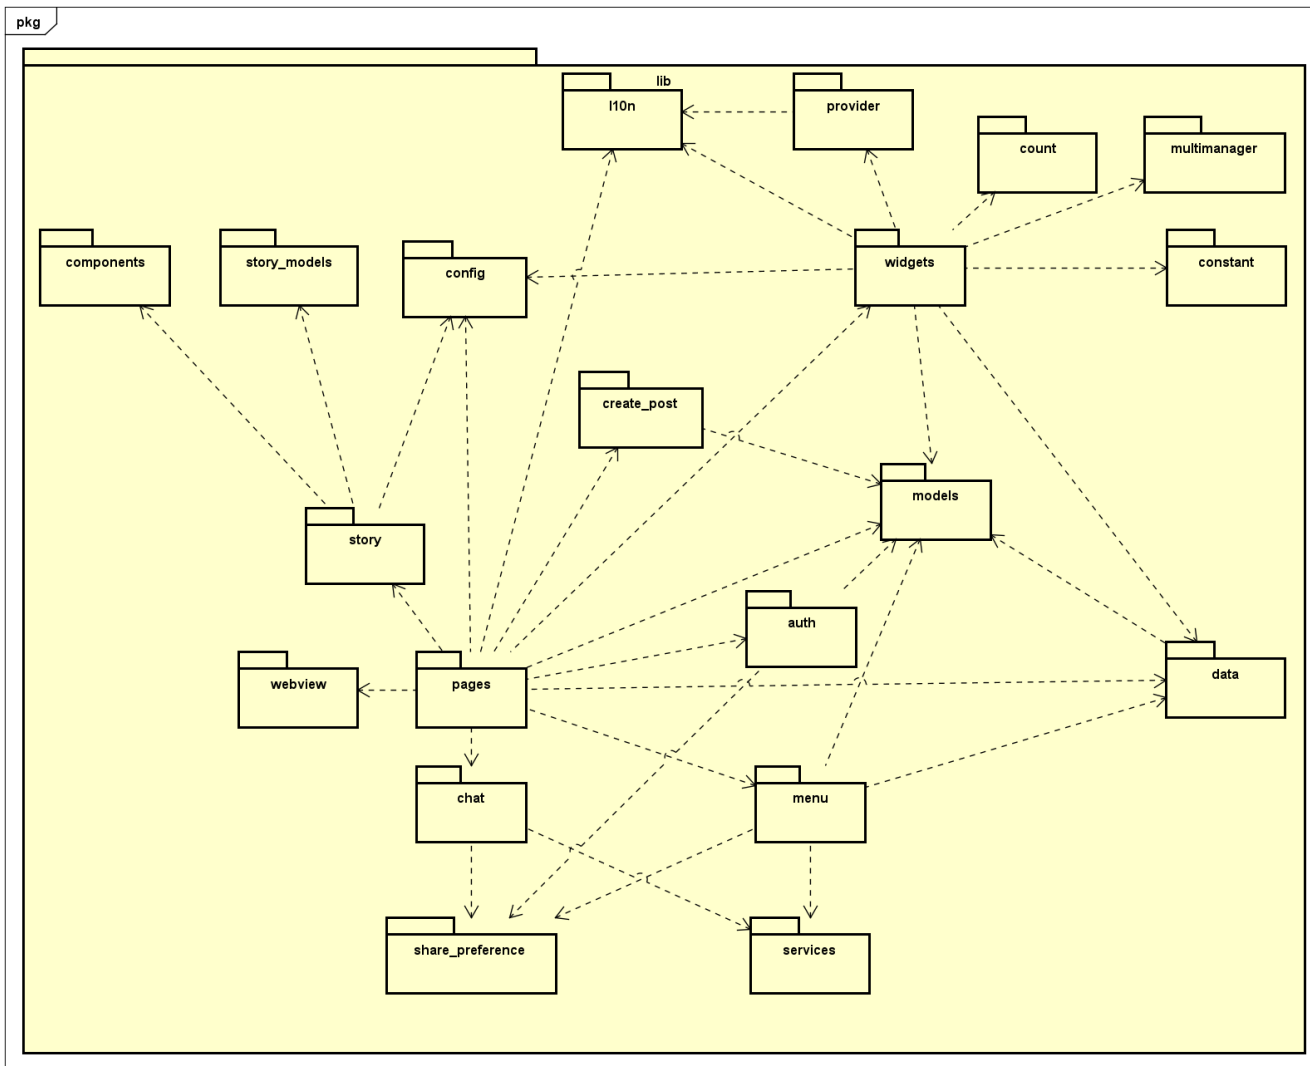 pkg
lib
l10n
provider
count
multimanager
components
story_models
config
widgets
constant
create_post
models
story
auth
webview
pages
data
chat
menu
share_preference
services